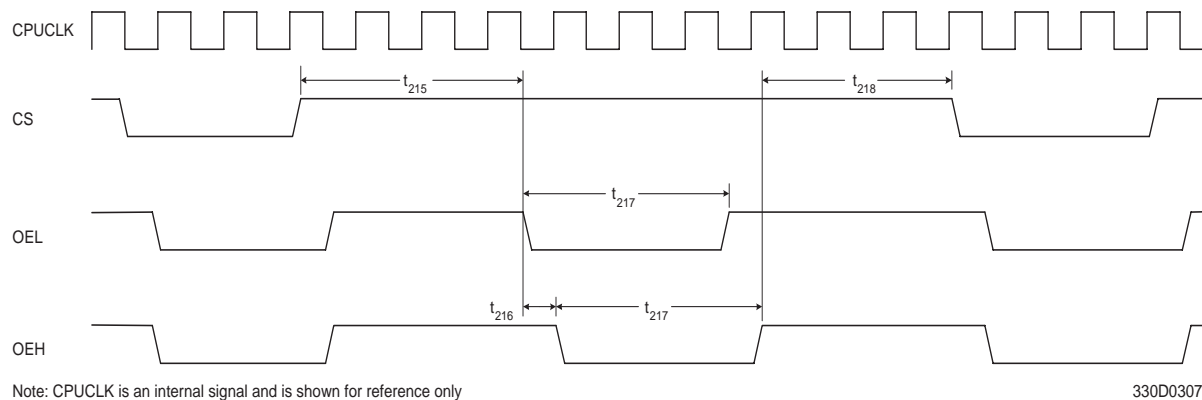 CPUCLK
t215
t218
CS
t217
OEL
t216
t217
OEH
Note: CPUCLK is an internal signal and is shown for reference only
330D0307